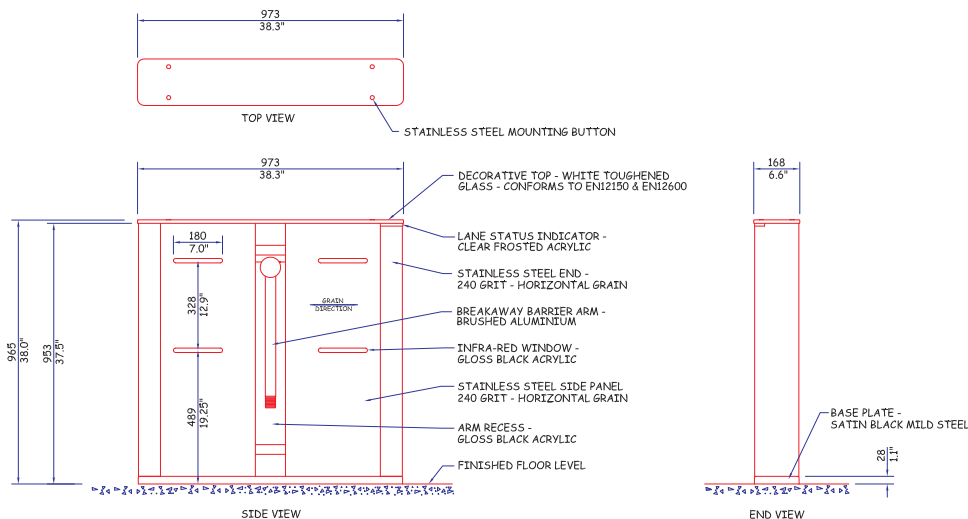 973
38.3"
TOP VIEW
STAINLESS STEEL MOUNTING BUTTON
973
38.3"
168
6.6"
DECORATIVE TOP - WHITE TOUGHENED
GLASS - CONFORMS TO EN12150 & EN12600
LANE STATUS INDICATOR -
CLEAR FROSTED ACRYLIC
180
7.0"
STAINLESS STEEL END -
240 GRIT - HORIZONTAL GRAIN
328
12.9"
GRAIN
DIRECTION
BREAKAWAY BARRIER ARM -
BRUSHED ALUMINIUM
965
38.0"
953
37.5"
INFRA-RED WINDOW -
GLOSS BLACK ACRYLIC
STAINLESS STEEL SIDE PANEL
240 GRIT - HORIZONTAL GRAIN
489
19.25"
ARM RECESS -
GLOSS BLACK ACRYLIC
BASE PLATE -
SATIN BLACK MILD STEEL
28
1.1"
FINISHED FLOOR LEVEL
SIDE VIEW
END VIEW